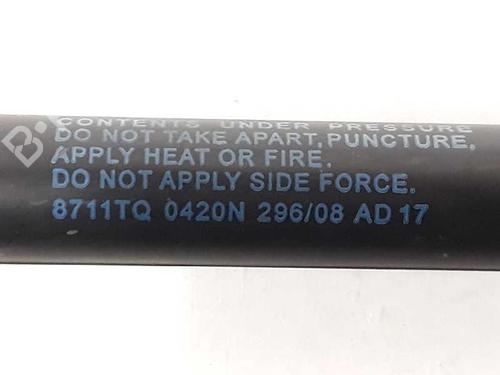 CONTENTS UNDER PRESSURE
DO NOT TAKE APART, PUNCTURE,
APPLY HEAT OR FIRE.
DO NOT APPLY SIDE FORCE.
8711TQ 0420N 296/08 AD 17